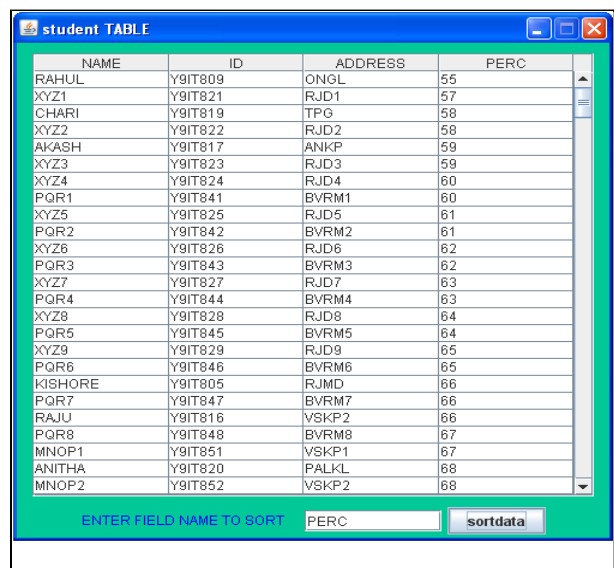 student TABLE
NAME ID ADDRESS PERC
RAHUL Y9IT809 ONGL 55
XYZ1 Y9IT821 RJD1 57
CHARI Y9IT819 TPG 58
XYZ2 Y9IT822 RJD2 58
AKASH Y9IT817 ANKP 59
XYZ3 Y9IT823 RJD3 59
XYZ4 Y9IT824 RJD4 60
PQR1 Y9IT841 BVRM1 60
XYZ5 Y9IT825 RJD5 61
PQR2 Y9IT842 BVRM2 61
XYZ6 Y9IT826 RJD6 62
PQR3 Y9IT843 BVRM3 62
XYZ7 Y9IT827 RJD7 63
PQR4 Y9IT844 BVRM4 63
XYZ8 Y9IT828 RJD8 64
PQR5 Y9IT845 BVRM5 64
XYZ9 Y9IT829 RJD9 65
PQR6 Y9IT846 BVRM6 65
KISHORE Y9IT805 RJMD 66
PQR7 Y9IT847 BVRM7 66
RAJU Y9IT816 VSKP2 66
PQR8 Y9IT848 BVRM8 67
MNOP1 Y9IT851 VSKP1 67
ANITHA Y9IT820 PALKL 68
MNOP2 Y9IT852 VSKP2 68
ENTER FIELD NAME TO SORT PERC sortdata